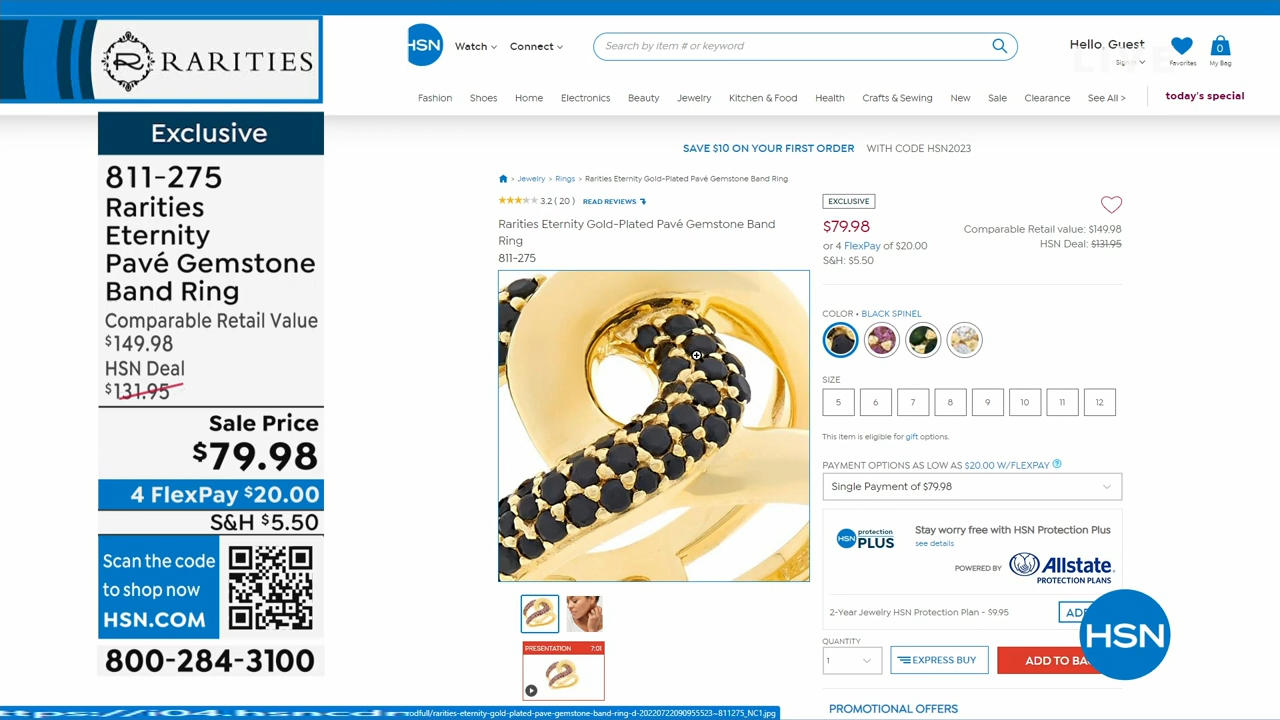 RARITIES
Exclusive
811-275
Rarities
Eternity
Pavé Gemstone
Band Ring
Comparable Retail Value
$149.98
HSN Deal
$131.95
Sale Price
$79.98
4 FlexPay $20.00
S&H $5.50
Scan the code
to shop now
HSN.COM
800-284-3100
HSN
Watch
Connect
Search by item # or keyword
Hello, Guest
Favorites
0
My Bag
Fashion Shoes Home Electronics Beauty Jewelry Kitchen & Food Health Crafts & Sewing New Sale Clearance See All >
today's special
SAVE $10 ON YOUR FIRST ORDER WITH CODE HSN2023
> Jewelry > Rings > Rarities Eternity Gold-Plated Pavé Gemstone Band Ring
3.2 ( 20 ) READ REVIEWS
Rarities Eternity Gold-Plated Pavé Gemstone Band
Ring
811-275
EXCLUSIVE
$79.98
or 4 FlexPay of $20.00
S&H: $5.50
Comparable Retail value: $149.98
HSN Deal: $131.95
COLOR • BLACK SPINEL
SIZE
5 6 7 8 9 10 11 12
This item is eligible for gift options.
PAYMENT OPTIONS AS LOW AS $20.00 W/FLEXPAY
Single Payment of $79.98
HSN protection
PLUS
Stay worry free with HSN Protection Plus
see details
POWERED BY
Allstate
PROTECTION PLANS
2-Year Jewelry HSN Protection Plan - $9.95
QUANTITY
1
EXPRESS BUY
ADD TO BA
HSN
PROMOTIONAL OFFERS
PRESENTATION 7:01